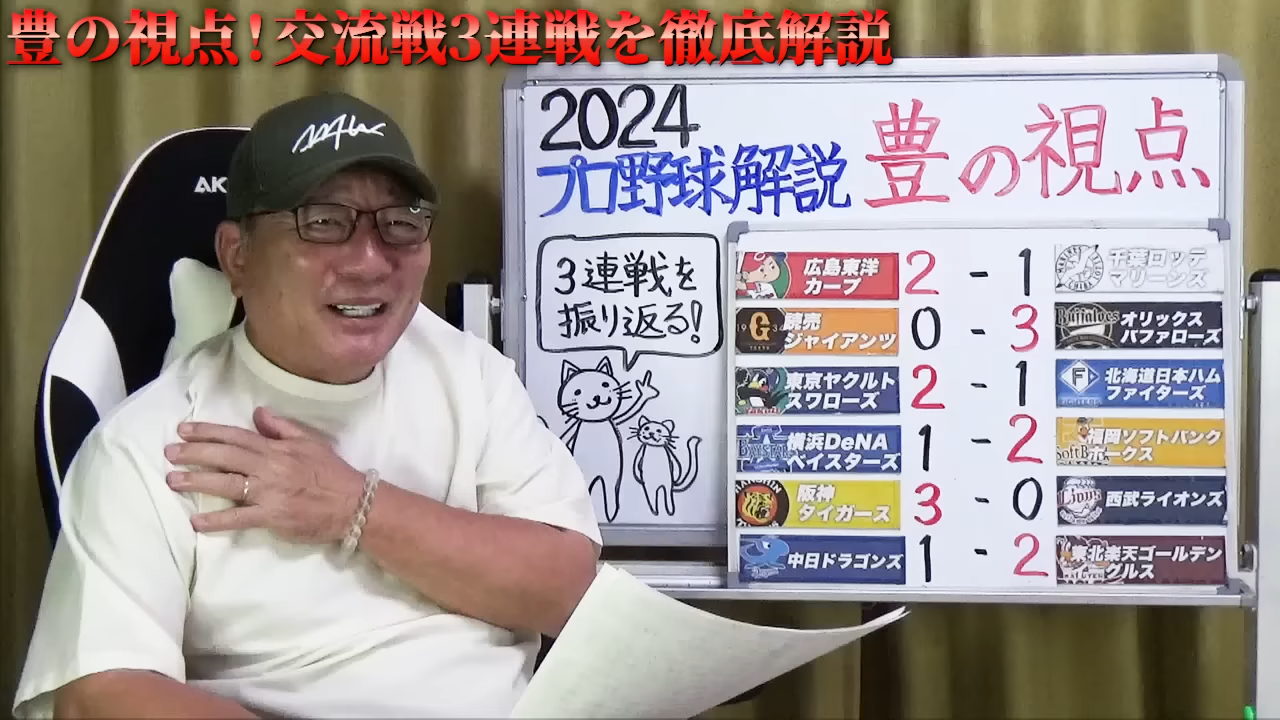 豊の視点!交流戦3連戦を徹底解説
AK
2024
プロ野球解説
豊の視点
3連戦を
振り返る!
広島東洋
カープ
2 - 1
千葉ロッテ
マリーンズ
読売
ジャイアンツ
0 - 3
Buffaloes
オリックス
バファローズ
東京ヤクルト
スワローズ
2 - 1
F
FIGHTERS
北海道日本ハム
ファイターズ
横浜DeNA
ベイスターズ
1 - 2
福岡ソフトバンク
ホークス
阪神
タイガース
3 - 0
Lions
西武ライオンズ
中日ドラゴンズ
1 - 2
東北楽天ゴールデン
グルス